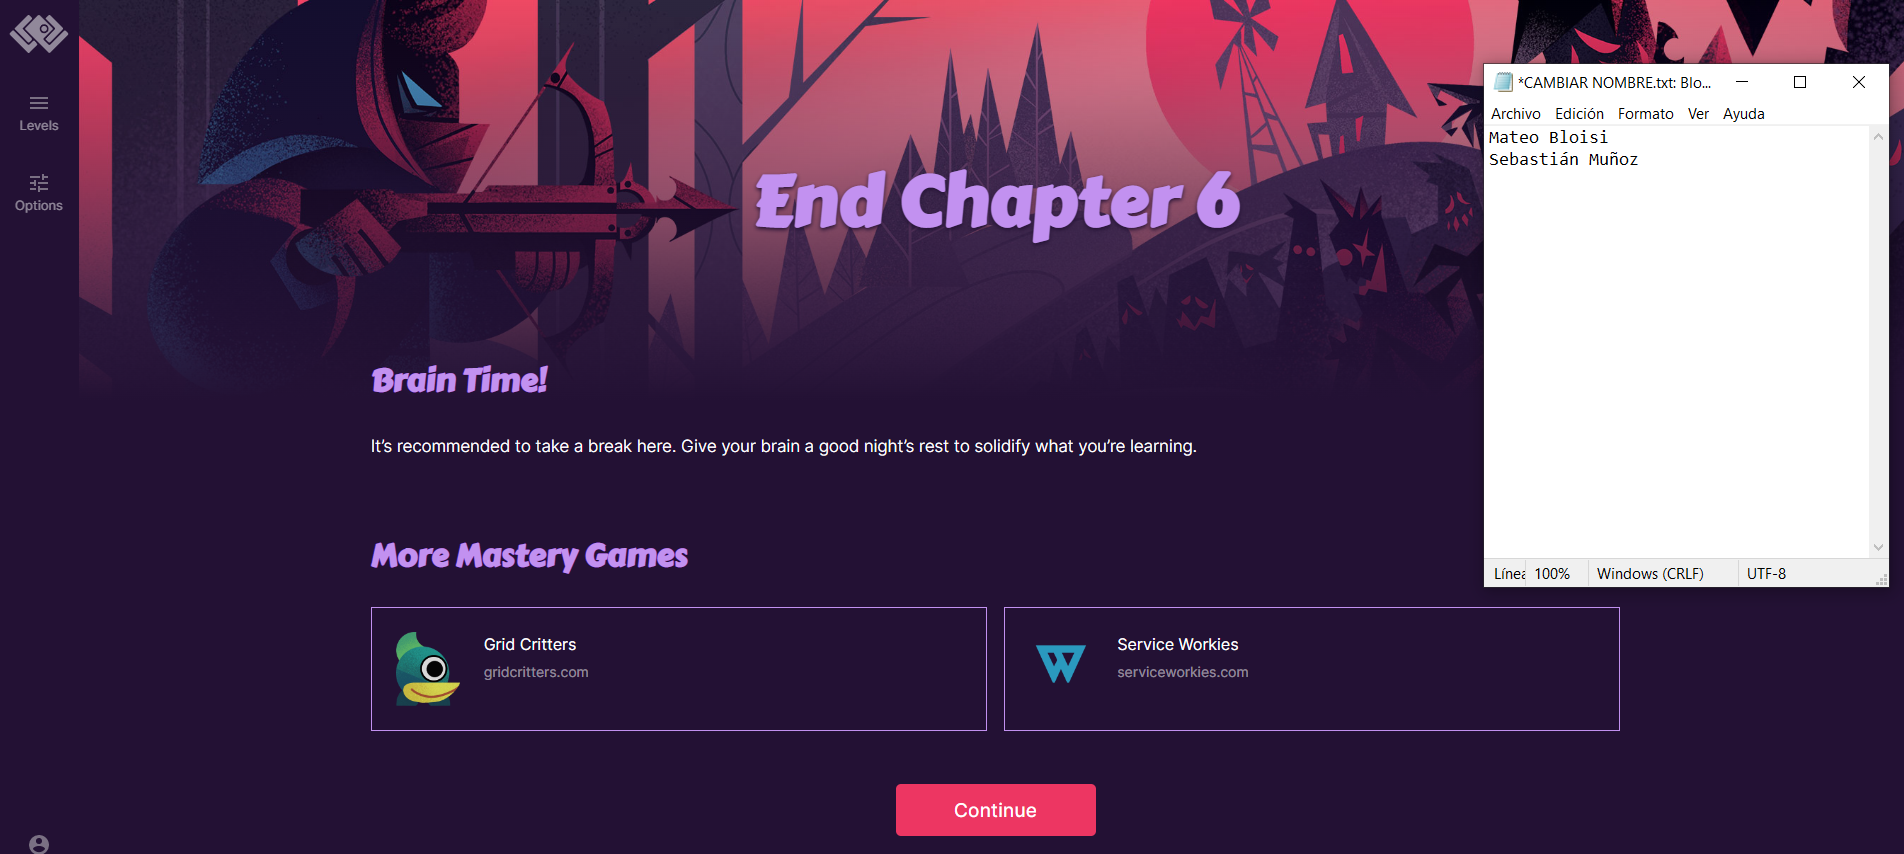 Levels
Options
End Chapter 6
Brain Time!
It's recommended to take a break here. Give your brain a good night's rest to solidify what you're learning.
More Mastery Games
Grid Critters
gridcritters.com
Service Workies
serviceworkies.com
Continue
*CAMBIAR NOMBRE.txt: Blo...
Archivo Edición Formato Ver Ayuda
Mateo Bloisi
Sebastián Muñoz
Línea 100% Windows (CRLF) UTF-8